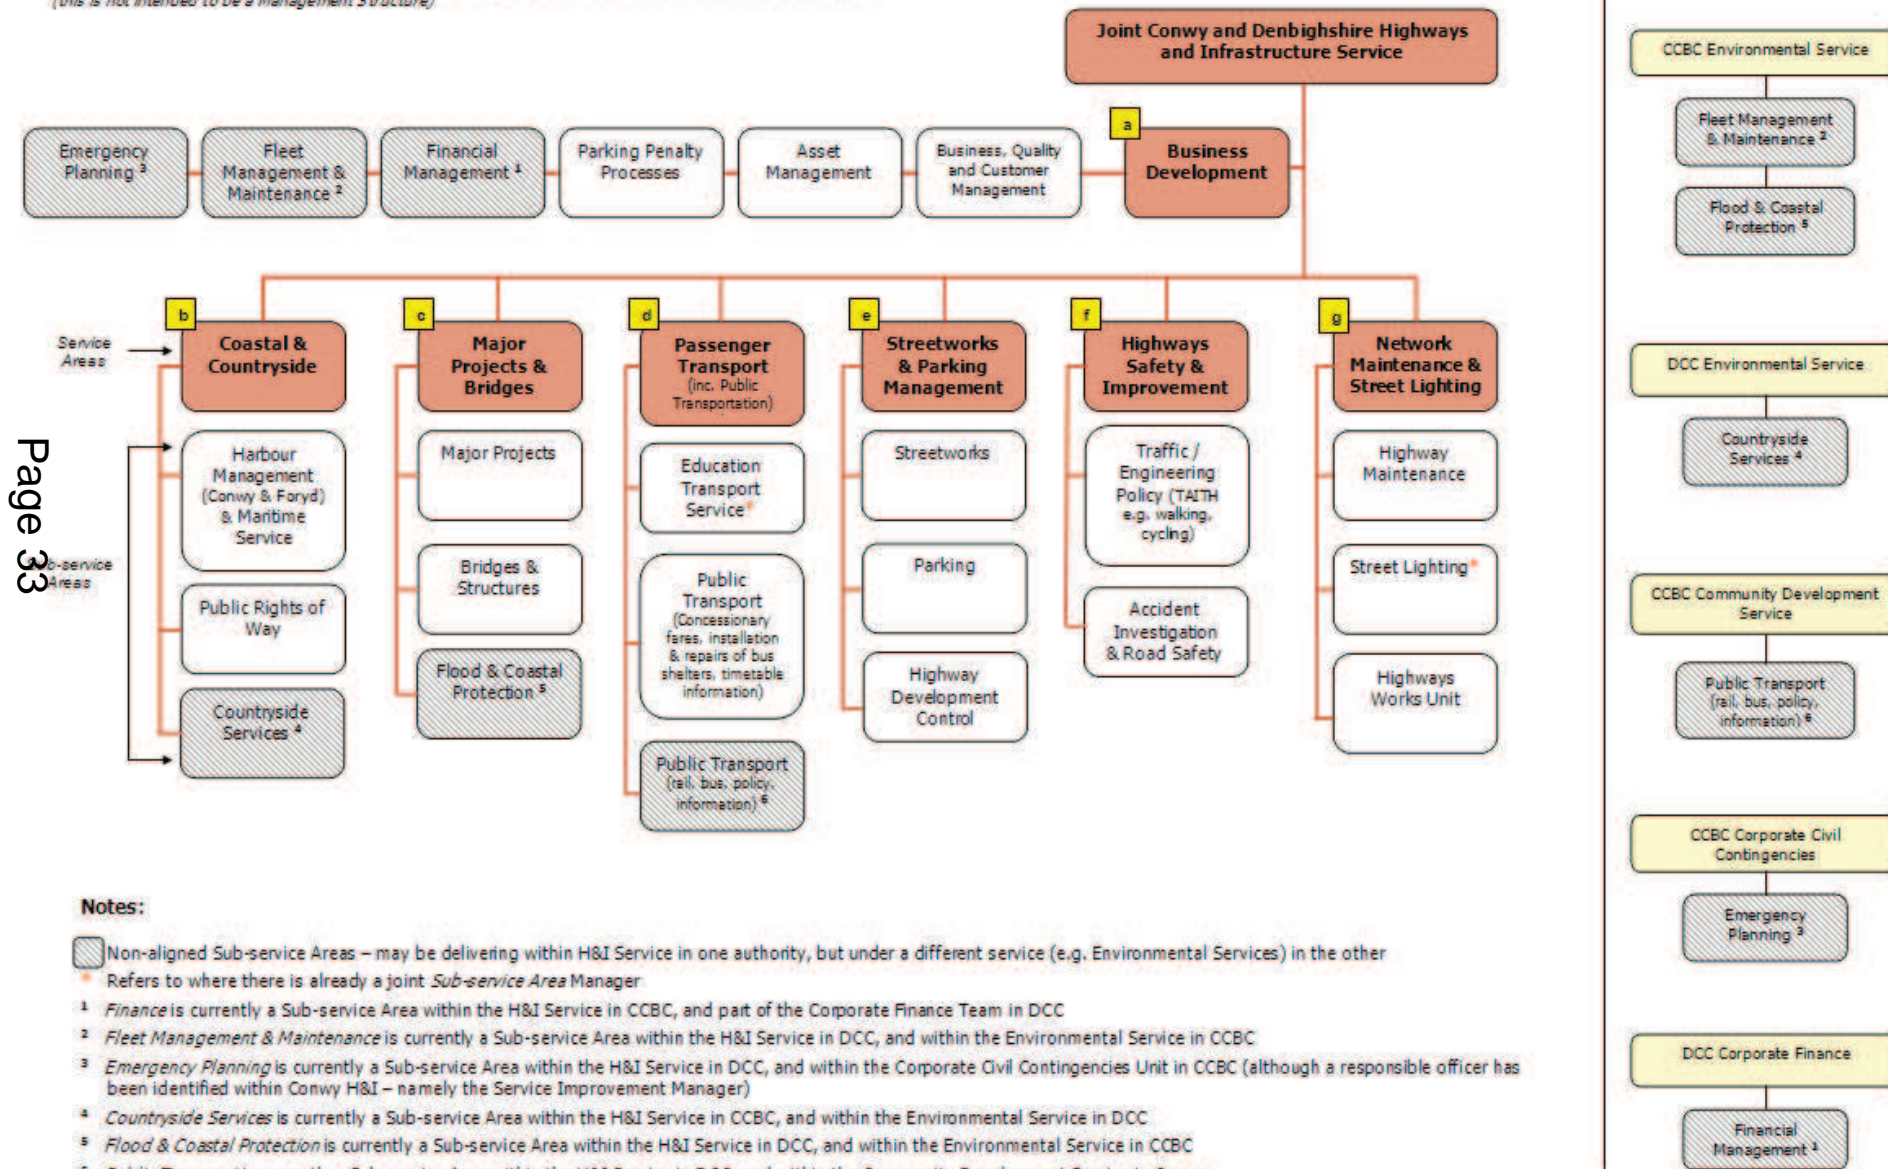 (this is not intended to be a Management Structure)
Joint Conwy and Denbighshire Highways
and Infrastructure Service
a
Emergency
Planning ³
Fleet
Management &
Maintenance ²
Financial
Management ¹
Parking Penalty
Processes
Asset
Management
Business, Quality
and Customer
Management
Business
Development
Service
Areas
b
Coastal &
Countryside
Harbour
Management
(Conwy & Foryd)
& Maritime
Service
Public Rights of
Way
Countryside
Services ⁴
c
Major
Projects &
Bridges
Major Projects
Bridges &
Structures
Flood & Coastal
Protection ⁵
d
Passenger
Transport
(inc. Public
Transportation)
Education
Transport
Service*
Public
Transport
(Concessionary
fares, installation
& repairs of bus
shelters, timetable
information)
Public Transport
(rail, bus, policy,
information) ⁶
e
Streetworks
& Parking
Management
Streetworks
Parking
Highway
Development
Control
f
Highways
Safety &
Improvement
Traffic /
Engineering
Policy (TAITH
e.g. walking,
cycling)
Accident
Investigation
& Road Safety
g
Network
Maintenance &
Street Lighting
Highway
Maintenance
Street Lighting*
Highways
Works Unit
Page 33
b-service
Areas
CCBC Environmental Service
Fleet Management
& Maintenance ²
Flood & Coastal
Protection ⁵
DCC Environmental Service
Countryside
Services ⁴
CCBC Community Development
Service
Public Transport
(rail, bus, policy,
information) ⁶
CCBC Corporate Civil
Contingencies
Emergency
Planning ³
DCC Corporate Finance
Financial
Management ¹
Notes:
Non-aligned Sub-service Areas – may be delivering within H&I Service in one authority, but under a different service (e.g. Environmental Services) in the other
* Refers to where there is already a joint Sub-service Area Manager
¹ Finance is currently a Sub-service Area within the H&I Service in CCBC, and part of the Corporate Finance Team in DCC
² Fleet Management & Maintenance is currently a Sub-service Area within the H&I Service in DCC, and within the Environmental Service in CCBC
³ Emergency Planning is currently a Sub-service Area within the H&I Service in DCC, and within the Corporate Civil Contingencies Unit in CCBC (although a responsible officer has
been identified within Conwy H&I – namely the Service Improvement Manager)
⁴ Countryside Services is currently a Sub-service Area within the H&I Service in CCBC, and within the Environmental Service in DCC
⁵ Flood & Coastal Protection is currently a Sub-service Area within the H&I Service in DCC, and within the Environmental Service in CCBC